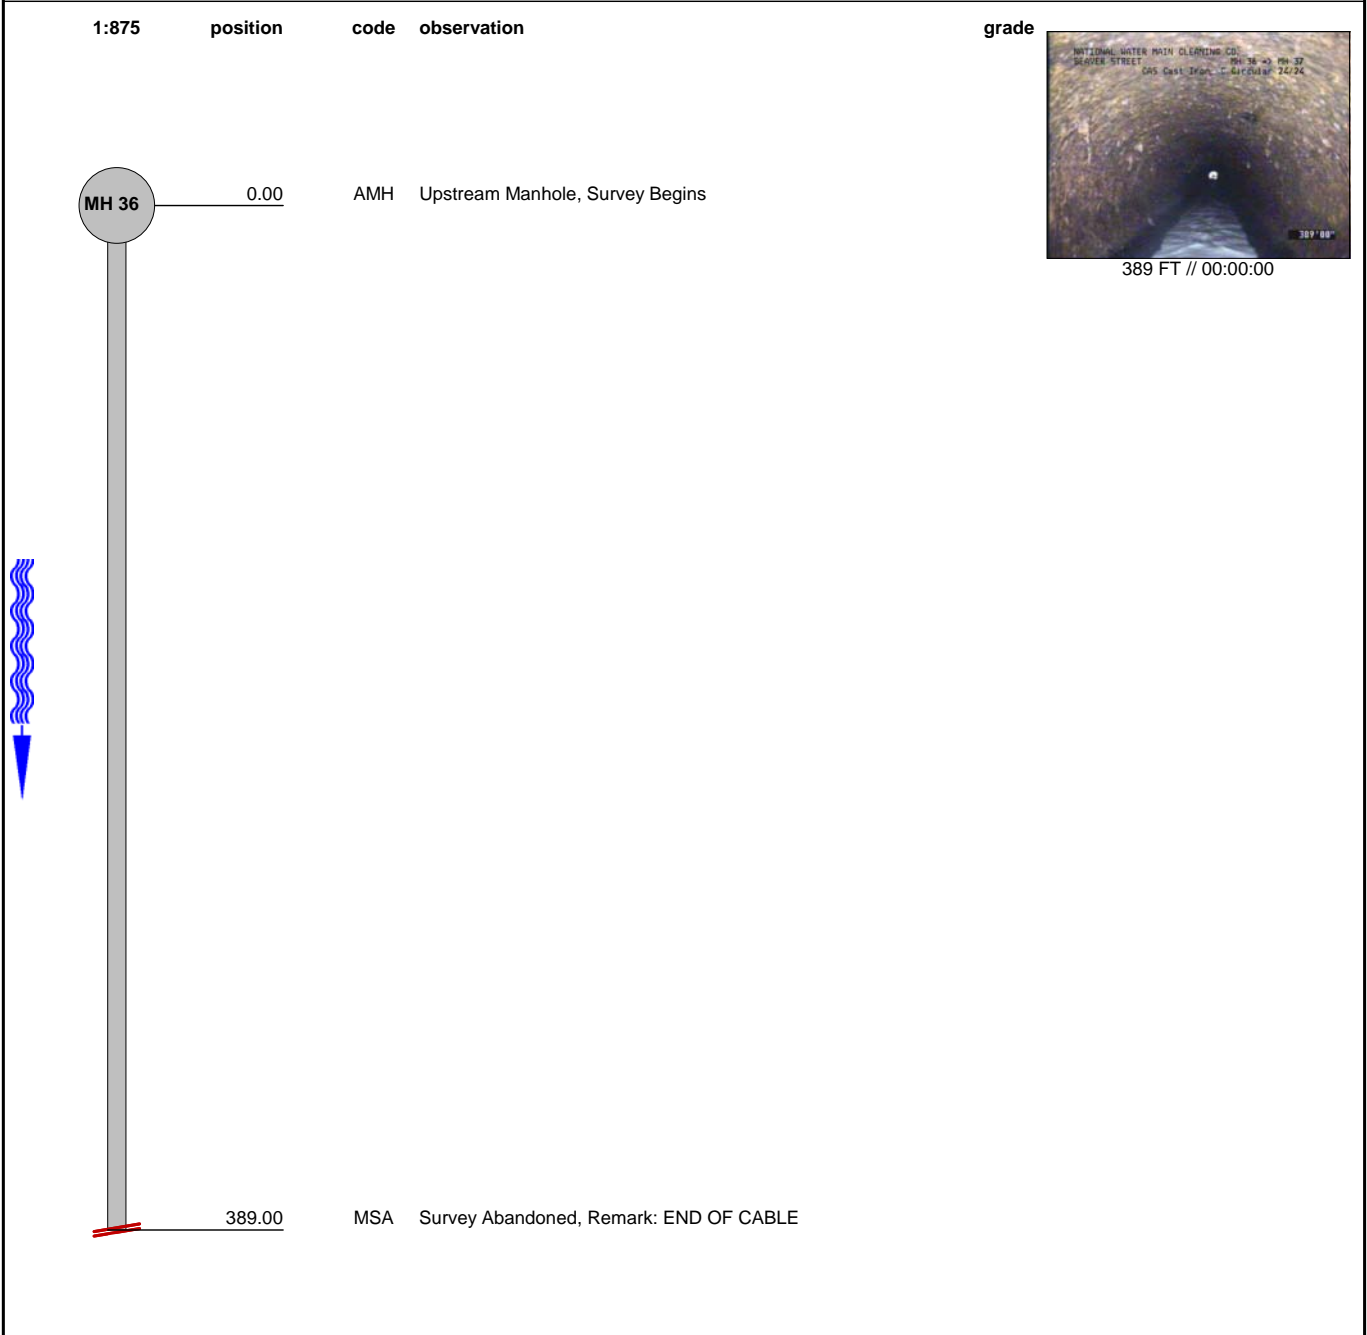 1:875 position code observation grade
NATIONAL WATER MAIN CLEANING CO.
BEAVER STREET MH 36 => MH 37
CAS Cast Iron, C Circular 24/24
389'00"
389 FT // 00:00:00
MH 36 0.00 AMH Upstream Manhole, Survey Begins
389.00 MSA Survey Abandoned, Remark: END OF CABLE